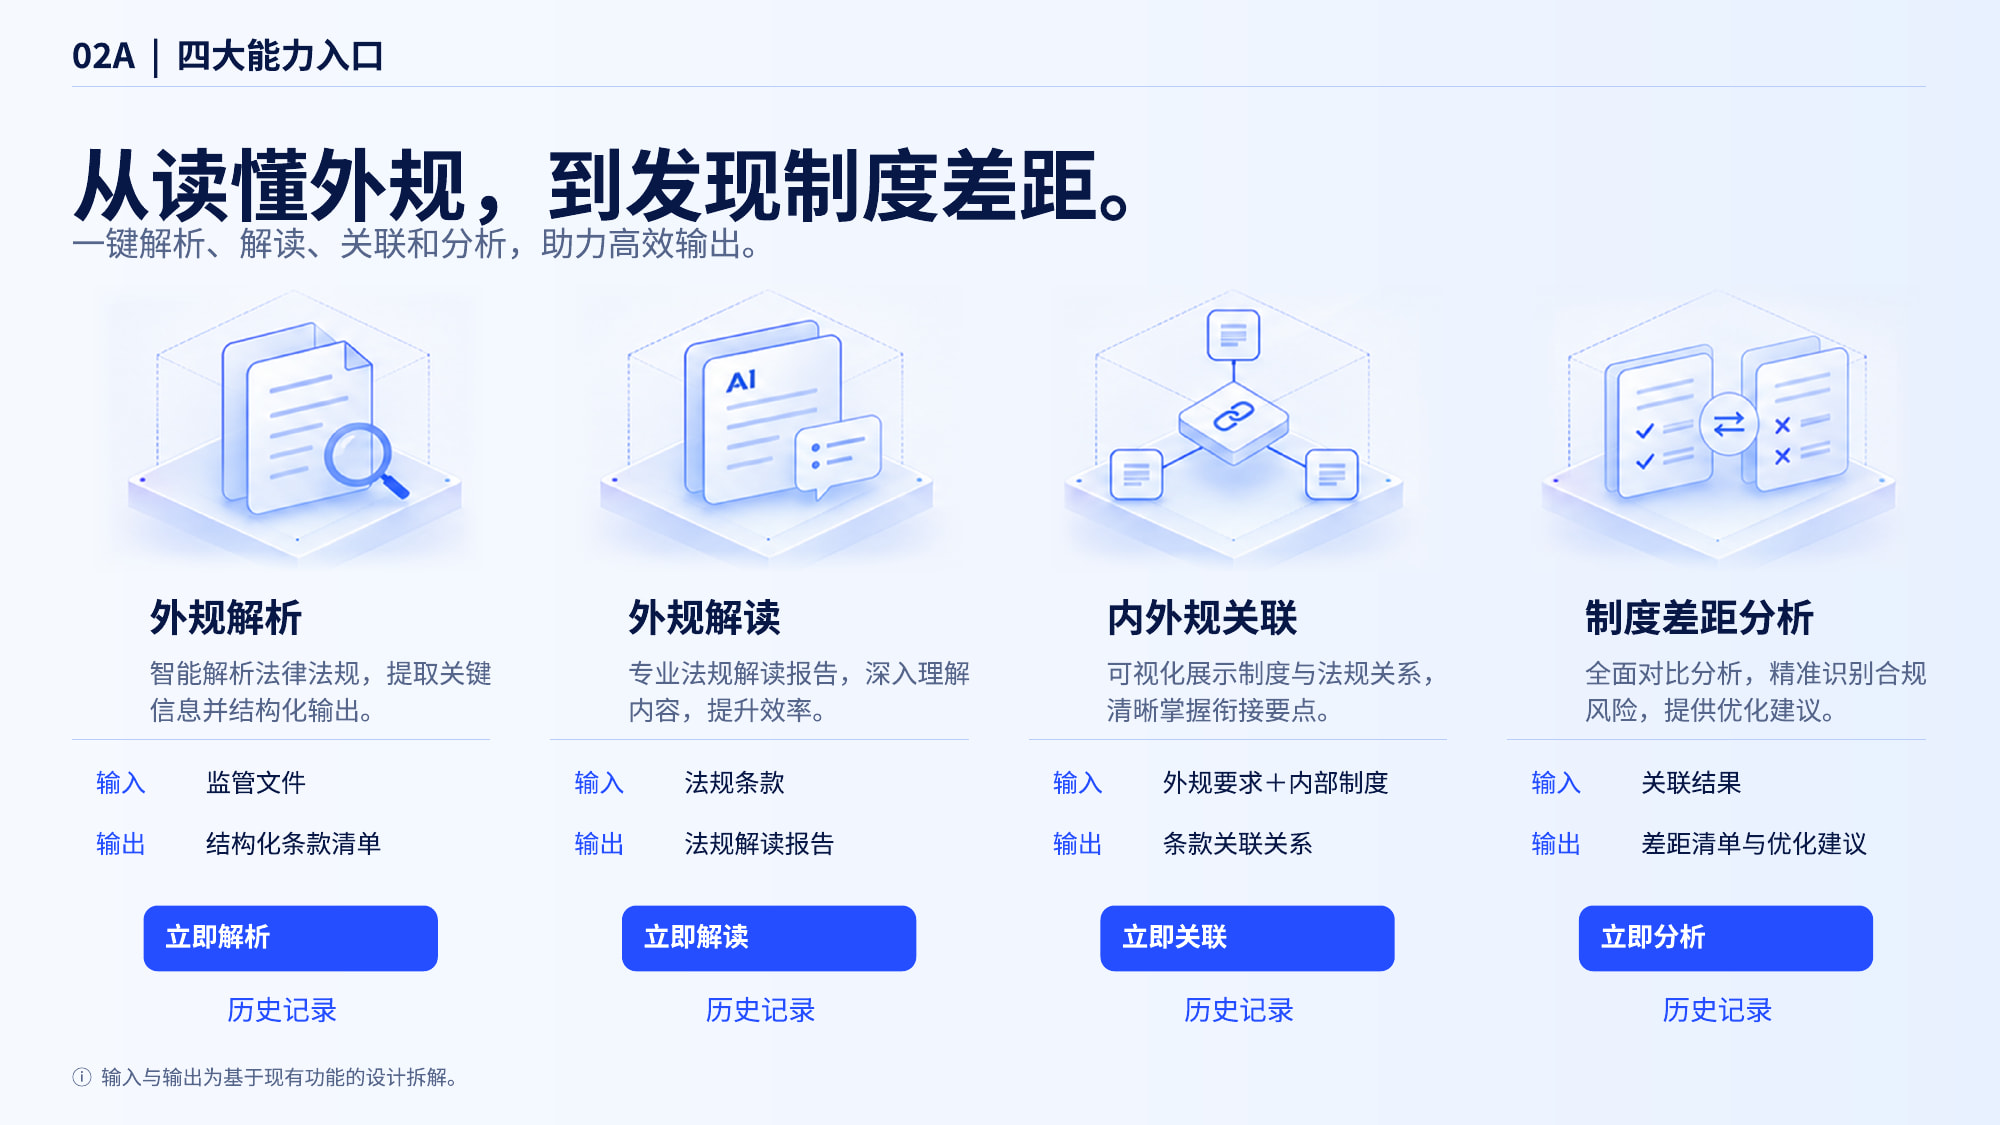 02A | 四大能力入口
从读懂外规，到发现制度差距。
一键解析、解读、关联和分析，助力高效输出。
AI
外规解析
智能解析法律法规，提取关键
信息并结构化输出。
输入 监管文件
输出 结构化条款清单
立即解析
历史记录
外规解读
专业法规解读报告，深入理解
内容，提升效率。
输入 法规条款
输出 法规解读报告
立即解读
历史记录
内外规关联
可视化展示制度与法规关系，
清晰掌握衔接要点。
输入 外规要求＋内部制度
输出 条款关联关系
立即关联
历史记录
制度差距分析
全面对比分析，精准识别合规
风险，提供优化建议。
输入 关联结果
输出 差距清单与优化建议
立即分析
历史记录
ⓘ 输入与输出为基于现有功能的设计拆解。